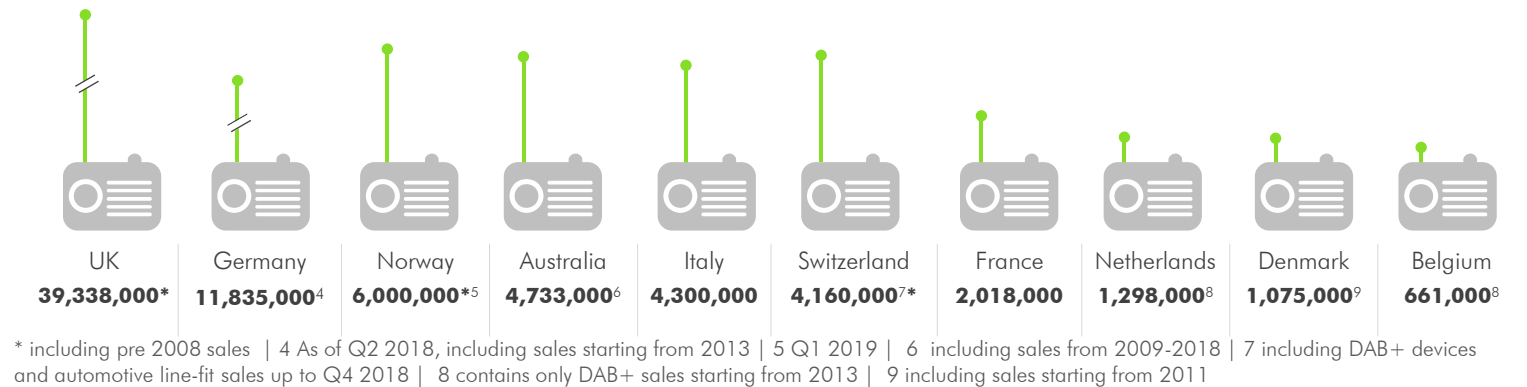 UK Germany Norway Australia Italy Switzerland France Netherlands Denmark Belgium
39,338,000* 11,835,000⁴ 6,000,000*⁵ 4,733,000⁶ 4,300,000 4,160,000⁷* 2,018,000 1,298,000⁸ 1,075,000⁹ 661,000⁸
* including pre 2008 sales | 4 As of Q2 2018, including sales starting from 2013 | 5 Q1 2019 | 6 including sales from 2009-2018 | 7 including DAB+ devices
and automotive line-fit sales up to Q4 2018 | 8 contains only DAB+ sales starting from 2013 | 9 including sales starting from 2011